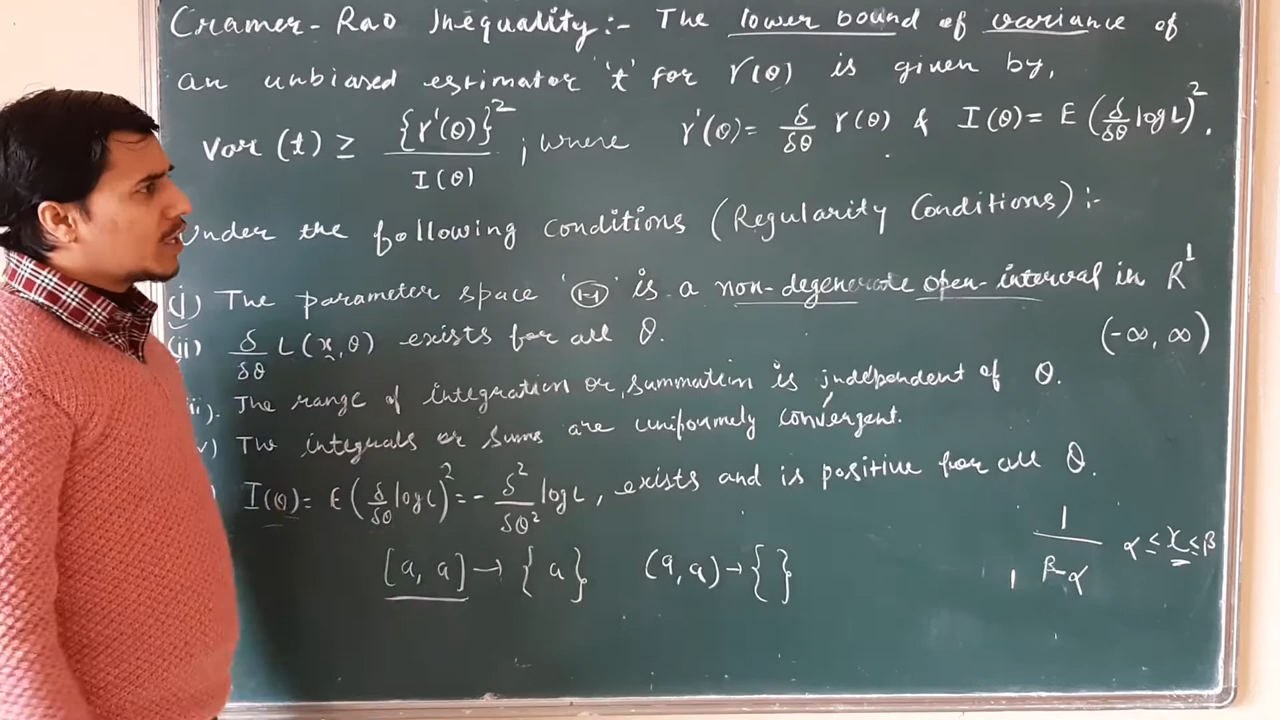 Cramer-Rao Inequality:- The lower bound of variance of
an unbiased estimator 't' for γ(θ) is given by,
Var (t) ≥ {γ'(θ)}² / I(θ) ; where γ'(θ) = δ/δθ γ(θ) & I(θ) = E (δ/δθ log L)².
Under the following Conditions (Regularity Conditions) :-
(i) The parameter space 'Θ' is a non-degenerate open-interval in R¹
(-∞, ∞)
(ii) δ/δθ L(x, θ) exists for all θ.
ii). The range of integration or summation is independent of θ.
v) The integrals or sums are uniformely convergent.
) I(θ) = E (δ/δθ log L)² = - δ²/δθ² log L, exists and is positive for all θ.
1/β-α α ≤ x ≤ β
[a, a] → {a} (a, a) → { }